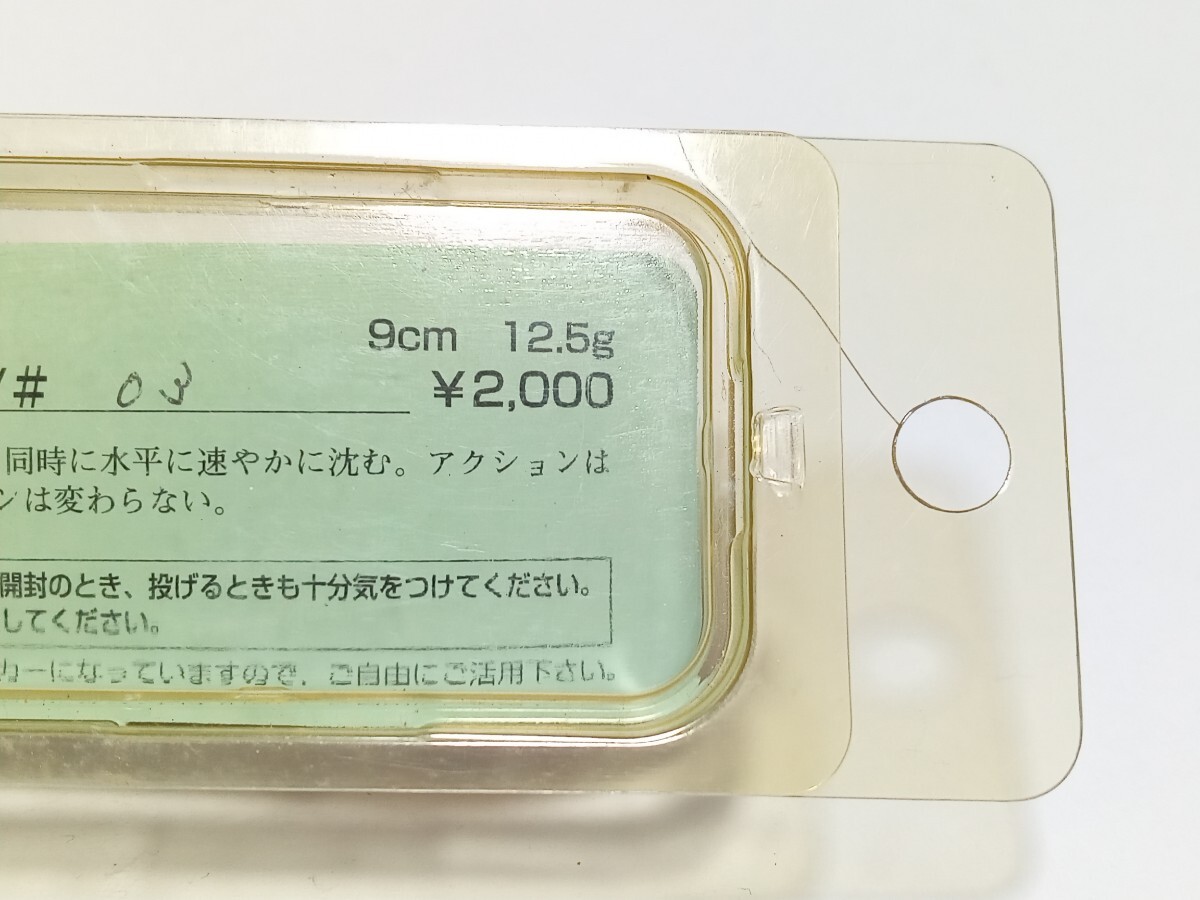 9cm 12.5g
/# 03 ¥2,000
同時に水平に速やかに沈む。アクションは
ンは変わらない。
開封のとき、投げるときも十分気をつけてください。
してください。
カーになっていますので、ご自由にご活用下さい。